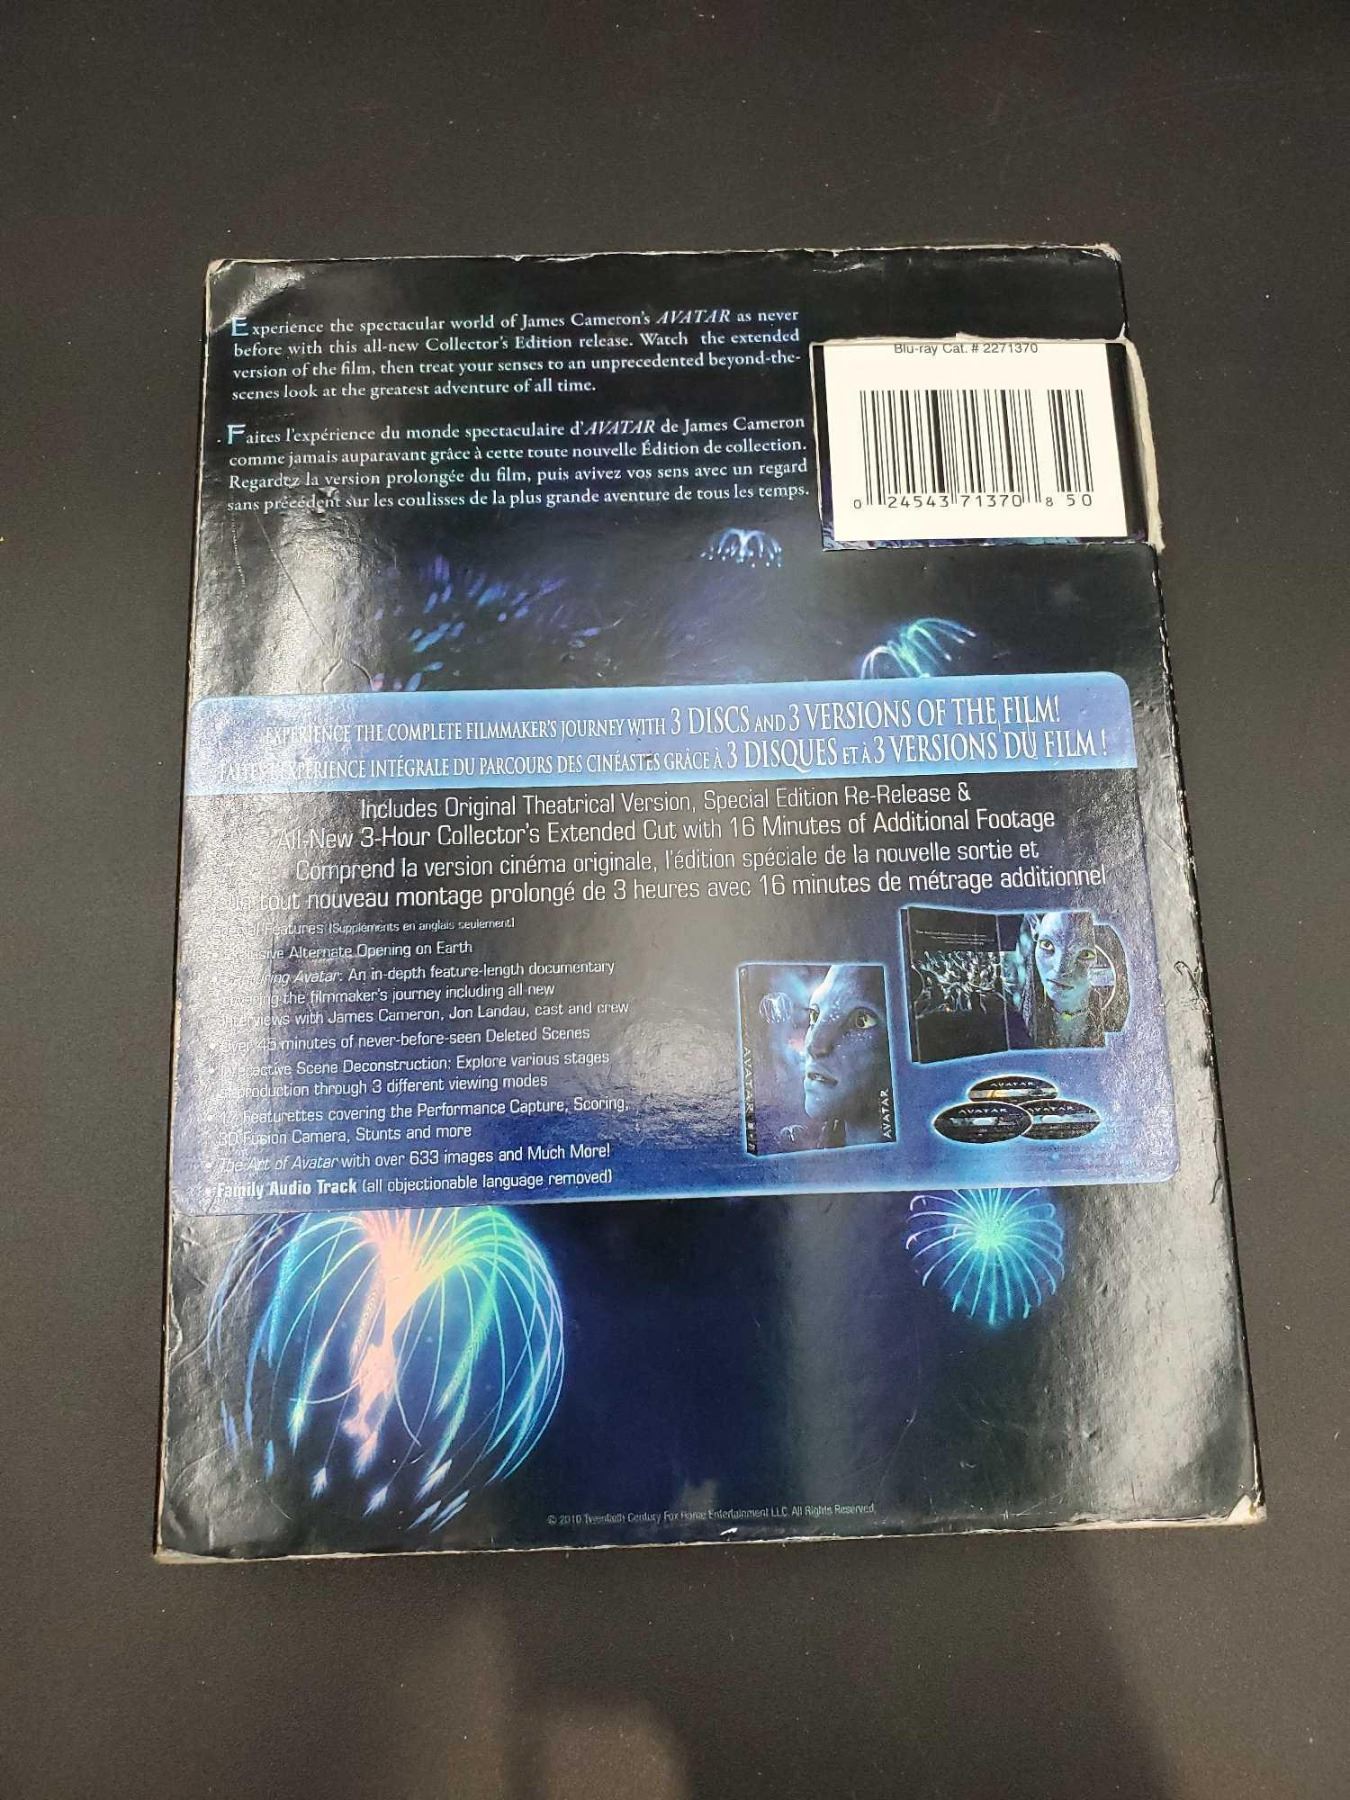 Experience the spectacular world of James Cameron's AVATAR as never
before with this all-new Collector's Edition release. Watch the extended
version of the film, then treat your senses to an unprecedented beyond-the-
scenes look at the greatest adventure of all time.
Faites l'expérience du monde spectaculaire d'AVATAR de James Cameron
comme jamais auparavant grâce à cette toute nouvelle Édition de collection.
Regardez la version prolongée du film, puis avivez vos sens avec un regard
sans précédent sur les coulisses de la plus grande aventure de tous les temps.
Blu-ray Cat. # 2271370
0 24543 71370 8 50
EXPERIENCE THE COMPLETE FILMMAKER'S JOURNEY WITH 3 DISCS AND 3 VERSIONS OF THE FILM!
EXPÉRIENCE INTÉGRALE DU PARCOURS DES CINÉASTES GRÂCE À 3 DISQUES ET À 3 VERSIONS DU FILM !
Includes Original Theatrical Version, Special Edition Re-Release &
All-New 3-Hour Collector's Extended Cut with 16 Minutes of Additional Footage
Comprend la version cinéma originale, l'édition spéciale de la nouvelle sortie et
un tout nouveau montage prolongé de 3 heures avec 16 minutes de métrage additionnel
Features (Suppléments en anglais seulement)
Alternate Opening on Earth
Avatar: An in-depth feature-length documentary
the filmmaker's journey including all-new
interviews with James Cameron, Jon Landau, cast and crew
• Over 45 minutes of never-before-seen Deleted Scenes
• Interactive Scene Deconstruction: Explore various stages
production through 3 different viewing modes
• 17 Featurettes covering the Performance Capture, Scoring,
3D Fusion Camera, Stunts and more
• The Art of Avatar with over 633 images and Much More!
• Family Audio Track (all objectionable language removed)
AVATAR
AVATAR
AVATAR
AVATAR
AVATAR
© 2010 Twentieth Century Fox Home Entertainment LLC. All Rights Reserved.